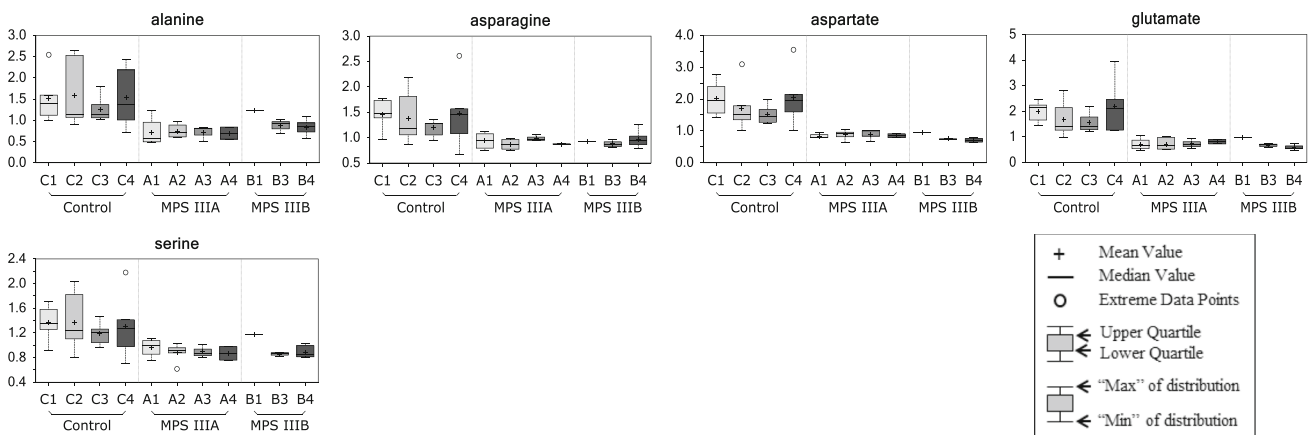 alanine
3.0
2.5
2.0
1.5
1.0
0.5
0.0
C1 C2 C3 C4 A1 A2 A3 A4 B1 B3 B4
Control MPS IIIA MPS IIIB
asparagine
3.0
2.5
2.0
1.5
1.0
0.5
C1 C2 C3 C4 A1 A2 A3 A4 B1 B3 B4
Control MPS IIIA MPS IIIB
aspartate
4.0
3.0
2.0
1.0
0.0
C1 C2 C3 C4 A1 A2 A3 A4 B1 B3 B4
Control MPS IIIA MPS IIIB
glutamate
5
4
3
2
1
0
C1 C2 C3 C4 A1 A2 A3 A4 B1 B3 B4
Control MPS IIIA MPS IIIB
serine
2.4
2.0
1.6
1.2
0.8
0.4
C1 C2 C3 C4 A1 A2 A3 A4 B1 B3 B4
Control MPS IIIA MPS IIIB
Mean Value
Median Value
Extreme Data Points
Upper Quartile
Lower Quartile
“Max” of distribution
“Min” of distribution